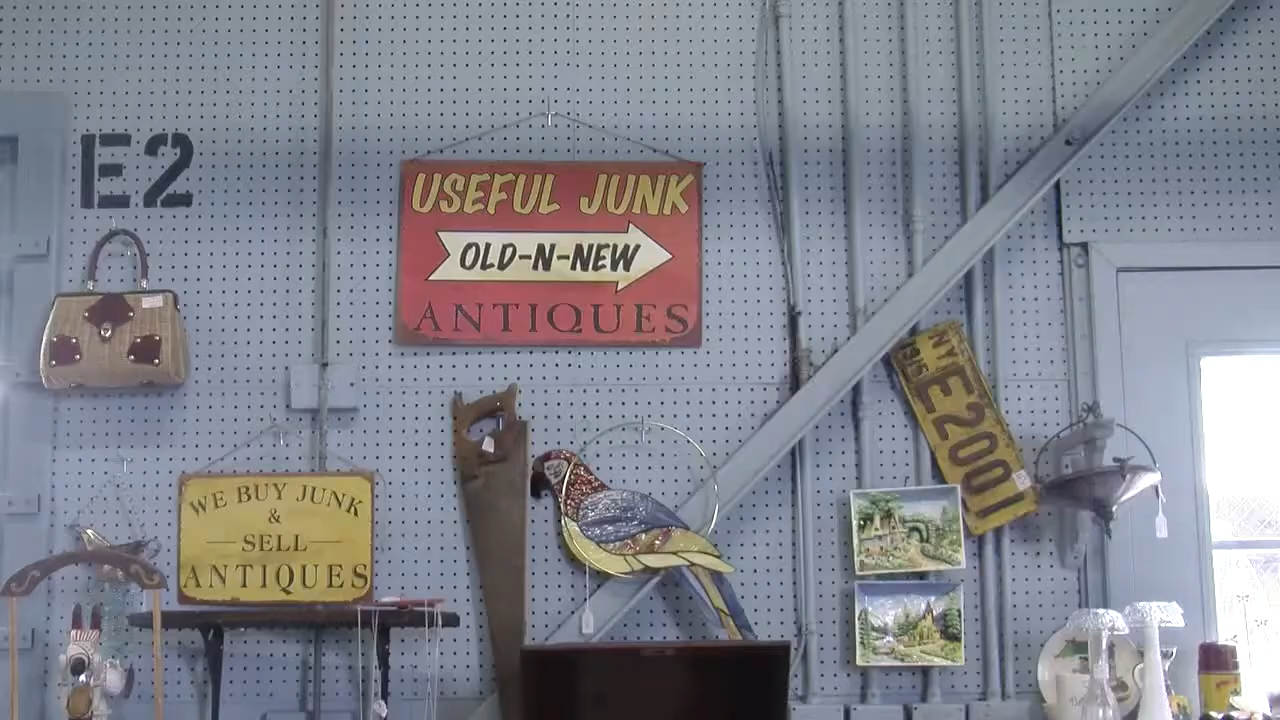 E2
USEFUL JUNK
OLD-N-NEW
ANTIQUES
WE BUY JUNK
&
SELL
ANTIQUES
NY
E2001